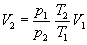 V₂ = p₁/p₂ T₂/T₁ V₁